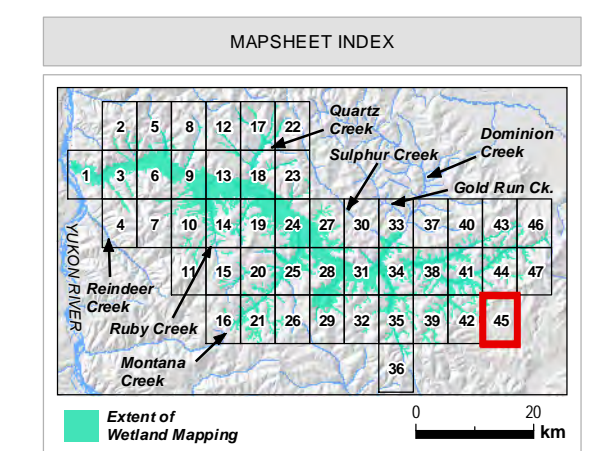 MAPSHEET INDEX
2 5 8 12 17 22
Quartz Creek
Dominion Creek
Sulphur Creek
1 3 6 9 13 18 23
Gold Run Ck.
4 7 10 14 19 24 27 30 33 37 40 43 46
YUKON RIVER
11 15 20 25 28 31 34 38 41 44 47
Reindeer Creek
Ruby Creek
16 21 26 29 32 35 39 42 45
Montana Creek
36
Extent of
Wetland Mapping
0 20
km